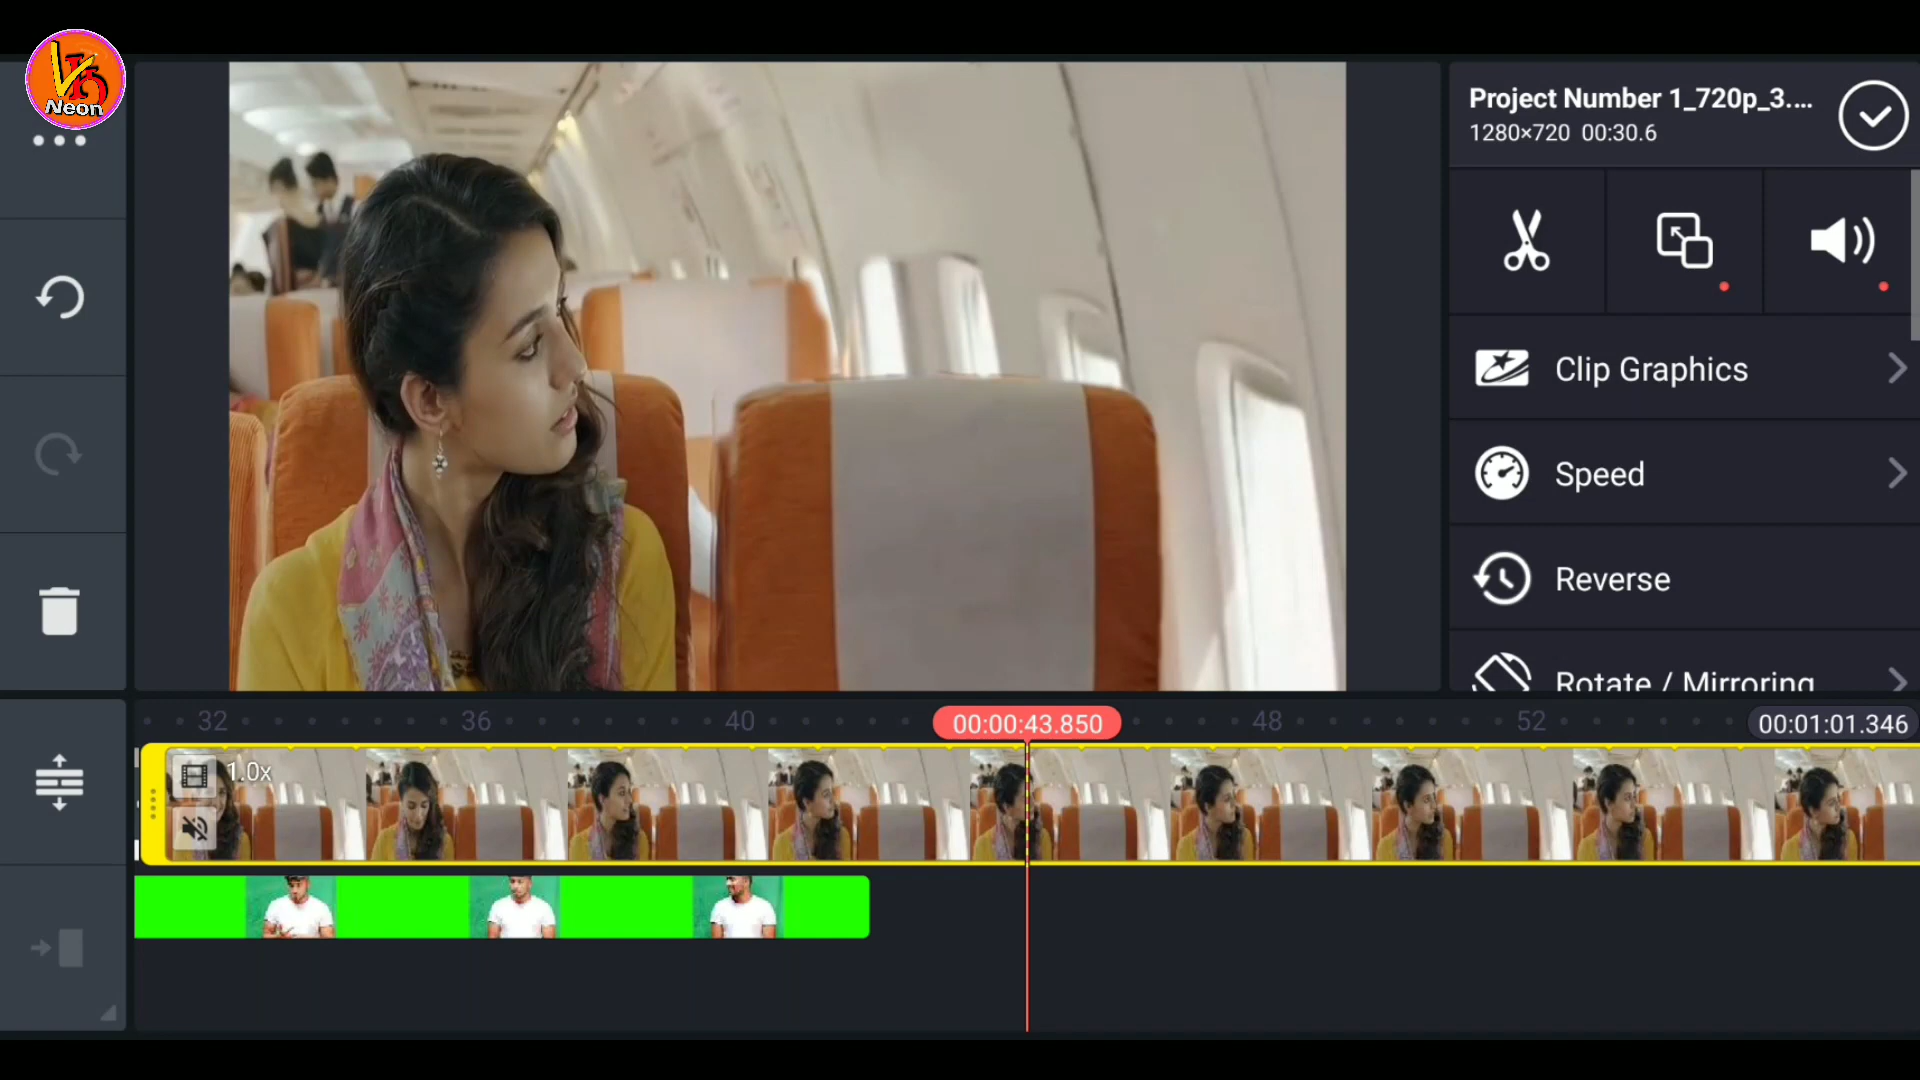 VH
Neon
Project Number 1_720p_3....
1280×720 00:30.6
Clip Graphics
Speed
Reverse
Rotate / Mirroring
32 36 40 00:00:43.850 48 52 00:01:01.346
1.0x